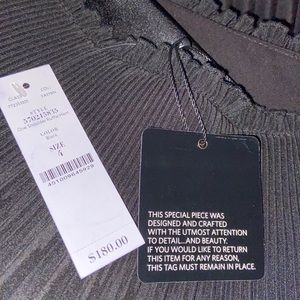 STYLE
570215835
COLOR
Black
SIZE
4
$180.00
THIS SPECIAL PIECE WAS
DESIGNED AND CRAFTED
WITH THE UTMOST ATTENTION
TO DETAIL...AND BEAUTY.
IF YOU WOULD LIKE TO RETURN
THIS ITEM FOR ANY REASON,
THIS TAG MUST REMAIN IN PLACE.